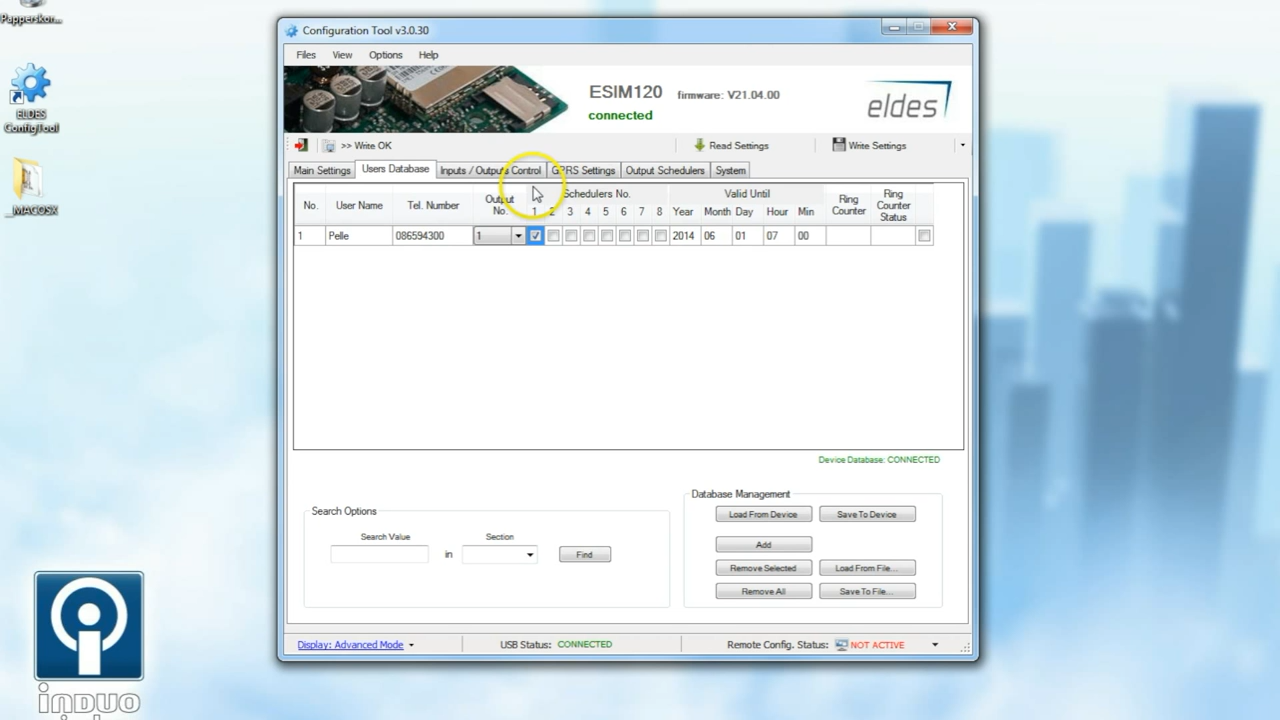 Papperskor...
ELDES
ConfigTool
__MACOSX
INDUO
Configuration Tool v3.0.30
Files View Options Help
ESIM120 firmware: V21.04.00
connected
eldes
>> Write OK Read Settings Write Settings
Main Settings Users Database Inputs / Outputs Control GPRS Settings Output Schedulers System
No. User Name Tel. Number Output No. Schedulers No. 1 2 3 4 5 6 7 8 Valid Until Year Month Day Hour Min Ring Counter Ring Counter Status
1 Pelle 086594300 1 2014 06 01 07 00
Device Database: CONNECTED
Search Options
Search Value Section
in Find
Database Management
Load From Device Save To Device
Add
Remove Selected Load From File...
Remove All Save To File...
Display: Advanced Mode USB Status: CONNECTED Remote Config. Status: NOT ACTIVE